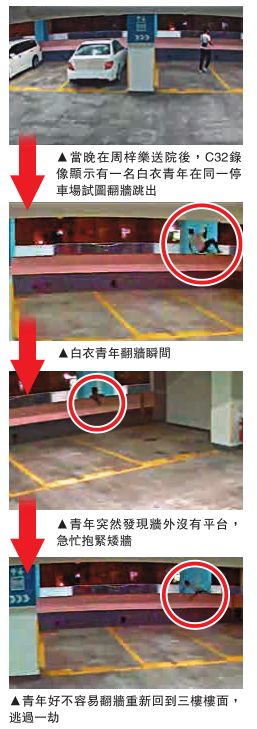 ▲當晚在周梓樂送院後，C32錄
像顯示有一名白衣青年在同一停
車場試圖翻牆跳出
▲白衣青年翻牆瞬間
▲青年突然發現牆外沒有平台，
急忙抱緊矮牆
▲青年好不容易翻牆重新回到三樓樓面，
逃過一劫